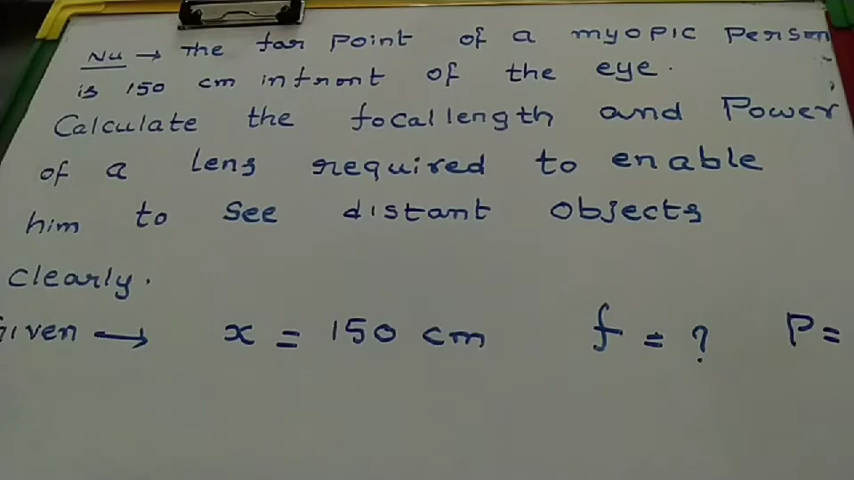 Nu → The far point of a myopic person
is 150 cm infront of the eye.
Calculate the focal length and Power
of a lens required to enable
him to see distant objects
clearly.
Given → x = 150 cm f = ? P =